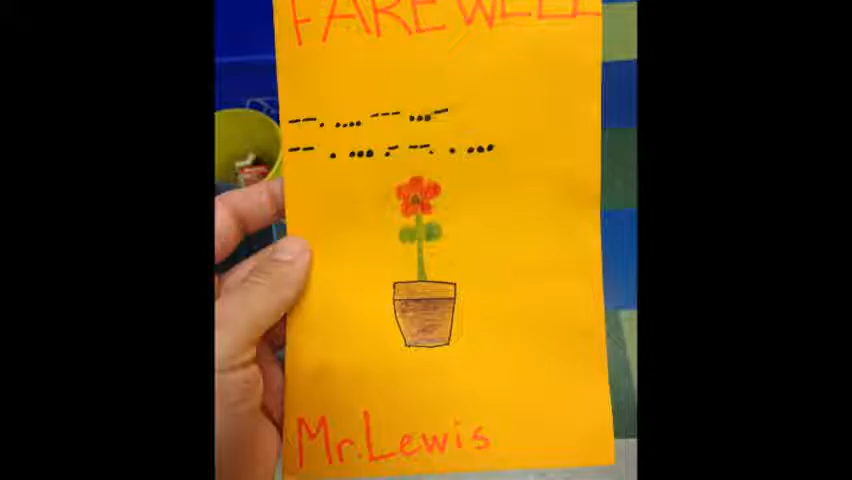 FAREWELL
--. .... --- ...-
-- . ... .- --. . ...
Mr. Lewis